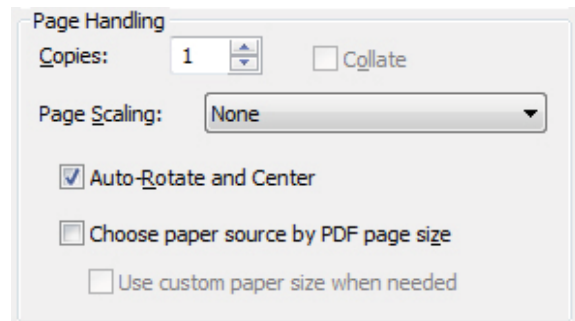 Page Handling
Copies: 1 Collate
Page Scaling: None
Auto-Rotate and Center
Choose paper source by PDF page size
Use custom paper size when needed